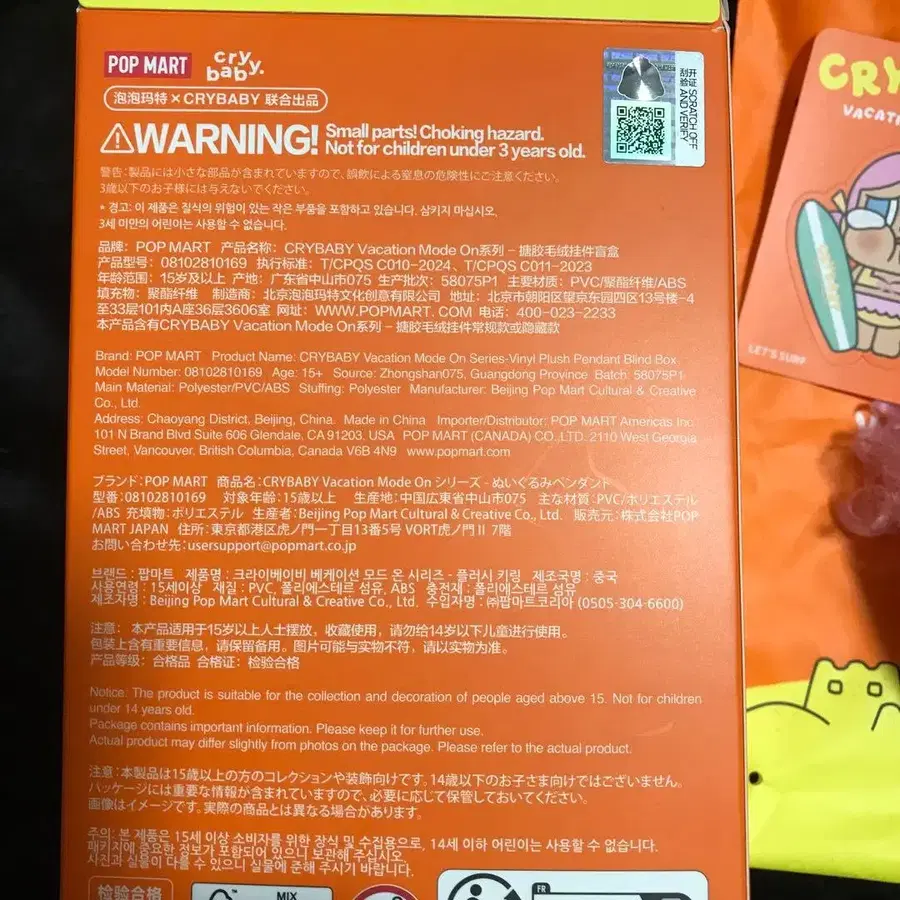 POP MART
cry
baby.
泡泡玛特×CRYBABY 联合出品
开证 SCRATCH OFF
刮验 AND VERIFY
WARNING! Small parts! Choking hazard.
Not for children under 3 years old.
警告:製品には小さな部品が含まれていますので、誤飲による窒息の危険性にご注意ください。
3歳以下のお子様には与えないでください。
* 경고: 이 제품은 질식의 위험이 있는 작은 부품을 포함하고 있습니다. 삼키지 마십시오,
3세 미만의 어린이는 사용할 수 없습니다.
品牌: POP MART 产品名称: CRYBABY Vacation Mode On系列 – 搪胶毛绒挂件盲盒
产品型号: 08102810169 执行标准: T/CPQS C010-2024、T/CPQS C011-2023
年龄范围: 15岁及以上 产地: 广东省中山市075 生产批次: 58075P1 主要材质: PVC/聚酯纤维/ABS
填充物: 聚酯纤维 制造商: 北京泡泡玛特文化创意有限公司 地址: 北京市朝阳区望京东园四区13号楼-4
至33层101内A座36层3606室 网址: WWW.POPMART. COM 电话: 400-023-2233
本产品含有CRYBABY Vacation Mode On系列 – 搪胶毛绒挂件常规款或隐藏款
Brand: POP MART Product Name: CRYBABY Vacation Mode On Series-Vinyl Plush Pendant Blind Box
Model Number: 08102810169 Age: 15+ Source: Zhongshan075, Guangdong Province Batch: 58075P1
Main Material: Polyester/PVC/ABS Stuffing: Polyester Manufacturer: Beijing Pop Mart Cultural & Creative
Co., Ltd.
Address: Chaoyang District, Beijing, China. Made in China Importer/Distributor: POP MART Americas Inc.
101 N Brand Blvd Suite 606 Glendale, CA 91203. USA POP MART (CANADA) CO.,LTD. 2110 West Georgia
Street, Vancouver, British Columbia, Canada V6B 4N9 www.popmart.com
ブランド: POP MART 商品名: CRYBABY Vacation Mode On シリーズ - ぬいぐるみペンダント
型番:08102810169 対象年齢:15歳以上 生産地:中国広東省中山市075 主な材質:PVC/ポリエステル
/ABS 充填物:ポリエステル 生産者:Beijing Pop Mart Cultural & Creative Co., Ltd. 販売元:株式会社POP
MART JAPAN 住所:東京都港区虎ノ門一丁目13番5号 VORT虎ノ門Ⅱ 7階
お問い合わせ先:usersupport@popmart.co.jp
브랜드 : 팝마트 제품명 : 크라이베이비 베케이션 모드 온 시리즈 - 플러시 키링 제조국명 : 중국
사용연령 : 15세이상 재질 : PVC, 폴리에스테르 섬유, ABS 충전재 : 폴리에스테르 섬유
제조자명 : Beijing Pop Mart Cultural & Creative Co., Ltd. 수입자명 : ㈜팝마트코리아 (0505-304-6600)
注意: 本产品适用于15岁以上人士摆放，收藏使用，请勿给14岁以下儿童进行使用。
包装上含有重要信息，请保留备用。图片可能与实物不符，请以实物为准。
产品等级: 合格品 合格证: 检验合格
Notice: The product is suitable for the collection and decoration of people aged above 15. Not for children
under 14 years old.
Package contains important information. Please keep it for further use.
Actual product may differ slightly from photos on the package. Please refer to the actual product.
注意:本製品は15歳以上の方のコレクションや装飾向けです。14歳以下のお子さま向けではございません。
パッケージには重要な情報が含まれていますので、必要に応じて保管しておいてください。
画像はイメージです。実際の商品とは異なる場合があります。
주의: 본 제품은 15세 이상 소비자를 위한 장식 및 수집용으로, 14세 이하 어린이는 사용할 수 없습니다.
패키지에 중요한 정보가 포함되어 있으니 보관해 주십시오.
사진과 실물이 다를 수 있으니 실물에 준해 주시기 바랍니다.
检验合格
MIX
FR
CRY
VACATI
LET'S SURF